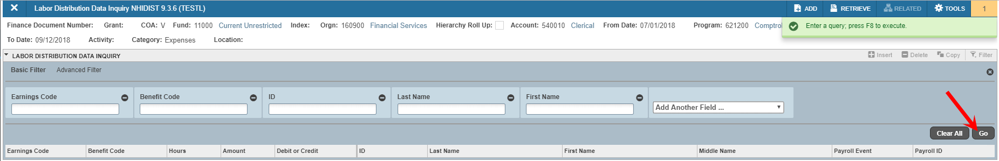 ✕ Labor Distribution Data Inquiry NHIDIST 9.3.6 (TESTL) ADD RETRIEVE RELATED TOOLS 1
Finance Document Number: Grant: COA: V Fund: 11000 Current Unrestricted Index: Orgn: 160900 Financial Services Hierarchy Roll Up: Account: 540010 Clerical From Date: 07/01/2018 Program: 621200 Comptrol
Enter a query; press F8 to execute.
To Date: 09/12/2018 Activity: Category: Expenses Location:
LABOR DISTRIBUTION DATA INQUIRY Insert Delete Copy Filter
Basic Filter Advanced Filter
Earnings Code Benefit Code ID Last Name First Name
Add Another Field ...
Clear All Go
Earnings Code Benefit Code Hours Amount Debit or Credit ID Last Name First Name Middle Name Payroll Event Payroll ID